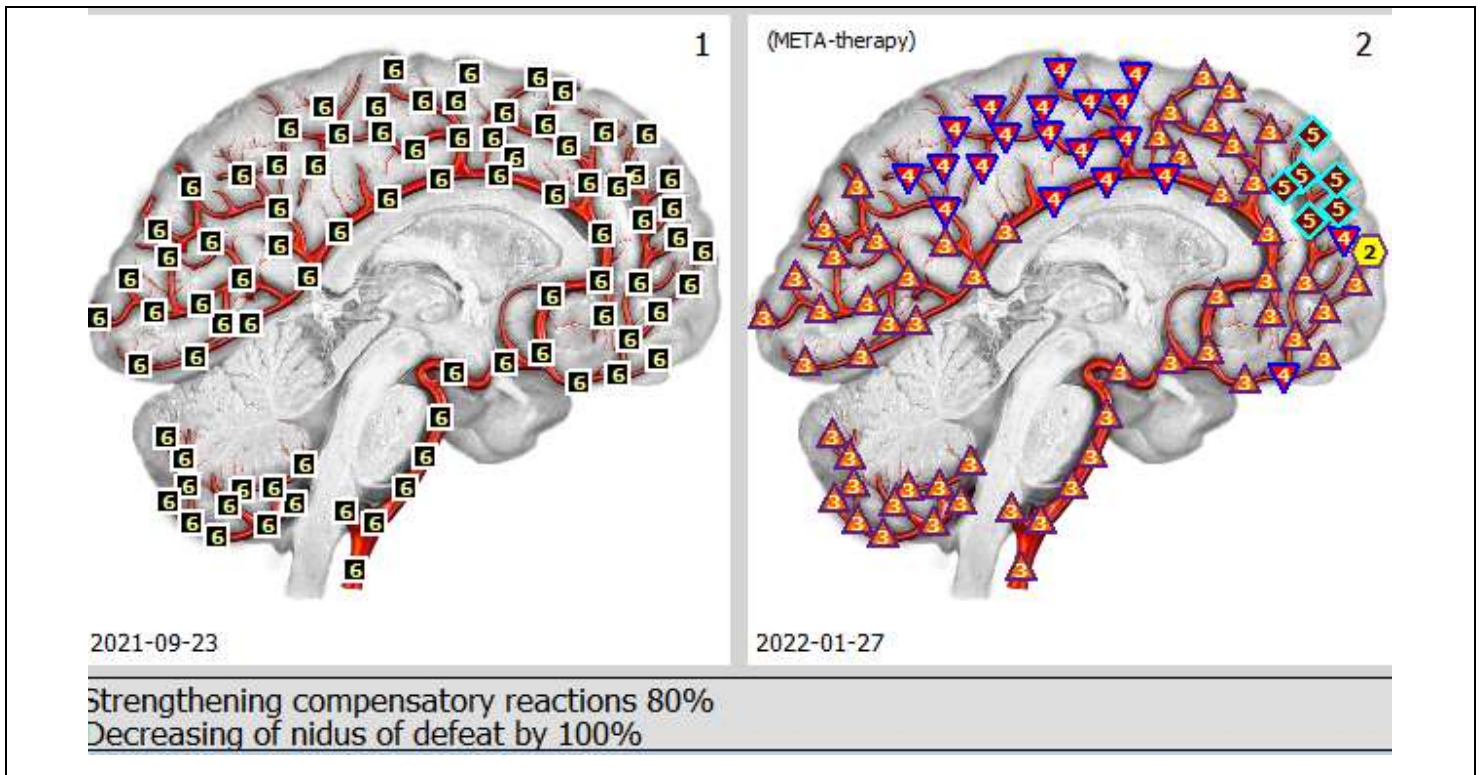 1
(META-therapy)
2
2021-09-23
2022-01-27
Strengthening compensatory reactions 80%
Decreasing of nidus of defeat by 100%